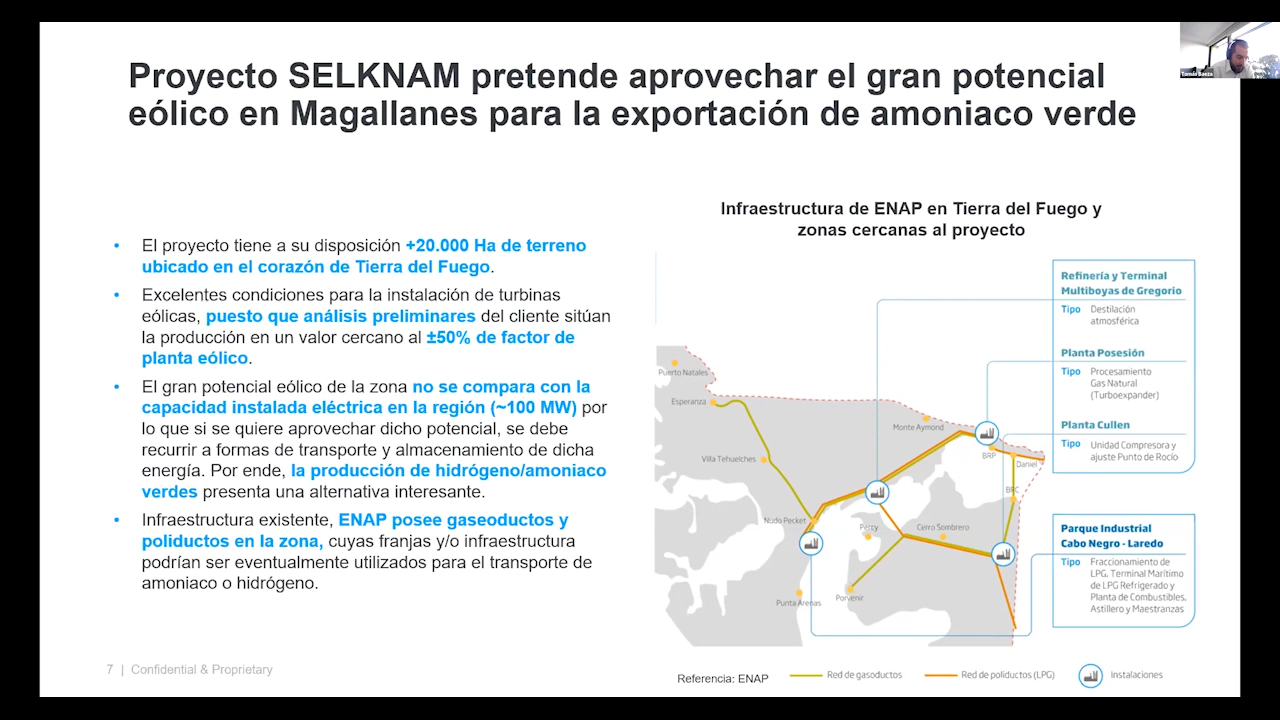 Proyecto SELKNAM pretende aprovechar el gran potencial
eólico en Magallanes para la exportación de amoniaco verde
Tomás Baeza
• El proyecto tiene a su disposición +20.000 Ha de terreno
ubicado en el corazón de Tierra del Fuego.
• Excelentes condiciones para la instalación de turbinas
eólicas, puesto que análisis preliminares del cliente sitúan
la producción en un valor cercano al ±50% de factor de
planta eólico.
• El gran potencial eólico de la zona no se compara con la
capacidad instalada eléctrica en la región (~100 MW) por
lo que si se quiere aprovechar dicho potencial, se debe
recurrir a formas de transporte y almacenamiento de dicha
energía. Por ende, la producción de hidrógeno/amoniaco
verdes presenta una alternativa interesante.
• Infraestructura existente, ENAP posee gaseoductos y
poliductos en la zona, cuyas franjas y/o infraestructura
podrían ser eventualmente utilizados para el transporte de
amoniaco o hidrógeno.
Infraestructura de ENAP en Tierra del Fuego y
zonas cercanas al proyecto
Refinería y Terminal
Multiboyas de Gregorio
Tipo Destilación
atmosférica
Planta Posesión
Tipo Procesamiento
Gas Natural
(Turboexpander)
Planta Cullen
Tipo Unidad Compresora y
ajuste Punto de Rocío
Parque Industrial
Cabo Negro - Laredo
Tipo Fraccionamiento de
LPG, Terminal Marítimo
de LPG Refrigerado y
Planta de Combustibles,
Astillero y Maestranzas
Puerto Natales
Esperanza
Monte Aymond
Villa Tehuelches
BRP
Daniel
BRC
Nudo Pecket
Percy
Cerro Sombrero
Punta Arenas
Porvenir
Referencia: ENAP
Red de gasoductos
Red de poliductos (LPG)
Instalaciones
7 | Confidential & Proprietary